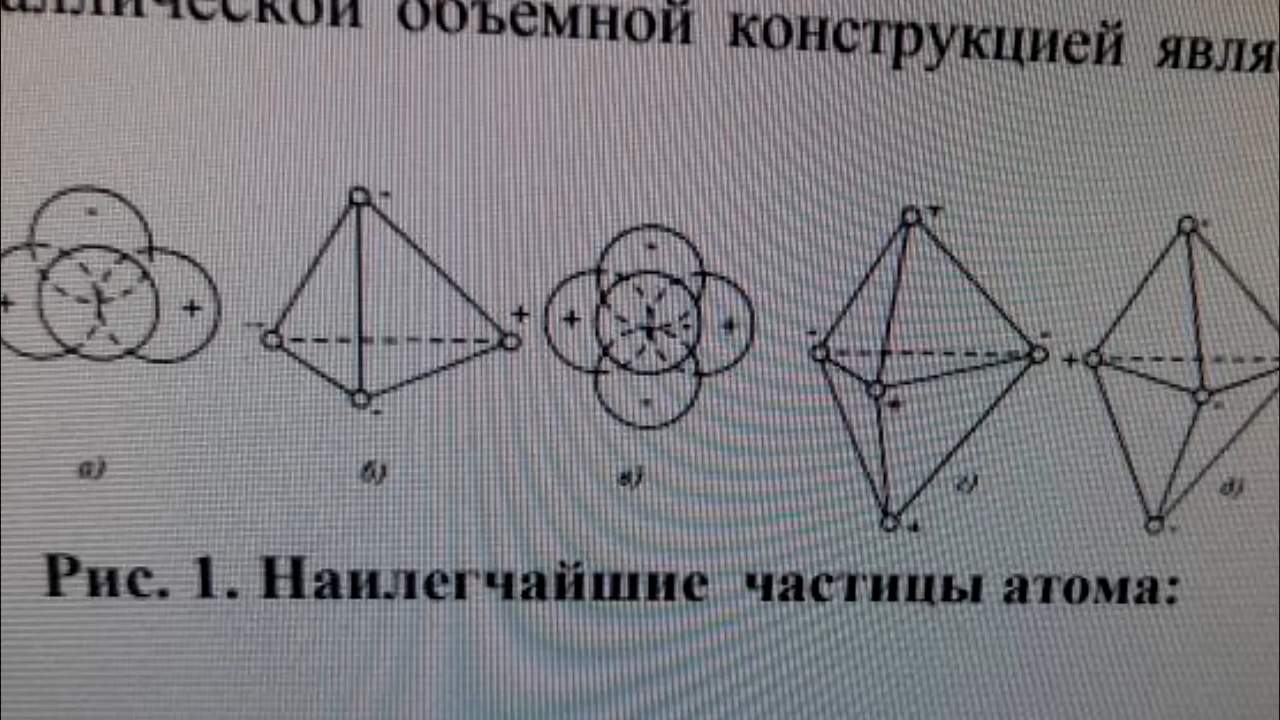 объемной конструкцией
а) б) в) г) д)
Рис. 1. Наилегчайшие частицы атома: